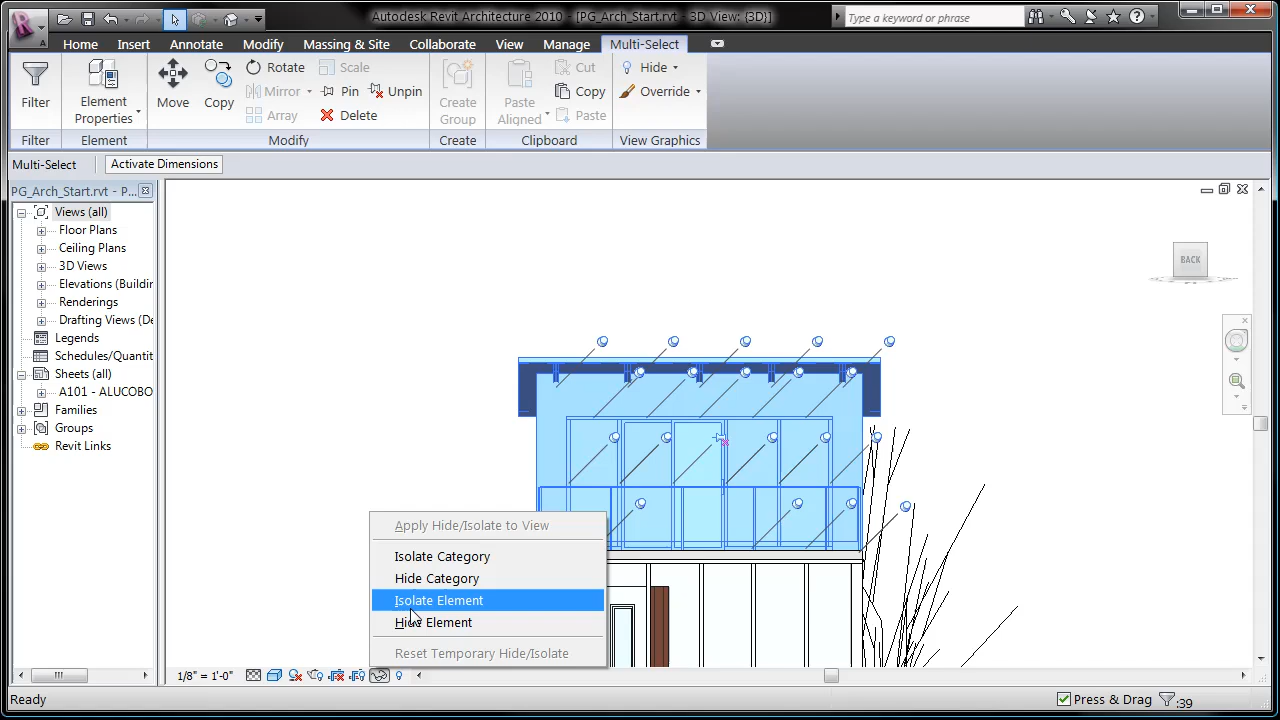 Autodesk Revit Architecture 2010 - [PG_Arch_Start.rvt - 3D View: {3D}]
Type a keyword or phrase
Home Insert Annotate Modify Massing & Site Collaborate View Manage Multi-Select
Filter
Element
Properties
Move
Copy
Rotate
Scale
Mirror
Pin
Unpin
Array
Delete
Create
Group
Paste
Aligned
Cut
Copy
Paste
Hide
Override
Filter Element Modify Create Clipboard View Graphics
Multi-Select Activate Dimensions
PG_Arch_Start.rvt - P...
Views (all)
Floor Plans
Ceiling Plans
3D Views
Elevations (Buildin
Renderings
Drafting Views (De
Legends
Schedules/Quantit
Sheets (all)
A101 - ALUCOBO
Families
Groups
Revit Links
BACK
Apply Hide/Isolate to View
Isolate Category
Hide Category
Isolate Element
Hide Element
Reset Temporary Hide/Isolate
1/8" = 1'-0"
Ready
Press & Drag
:39